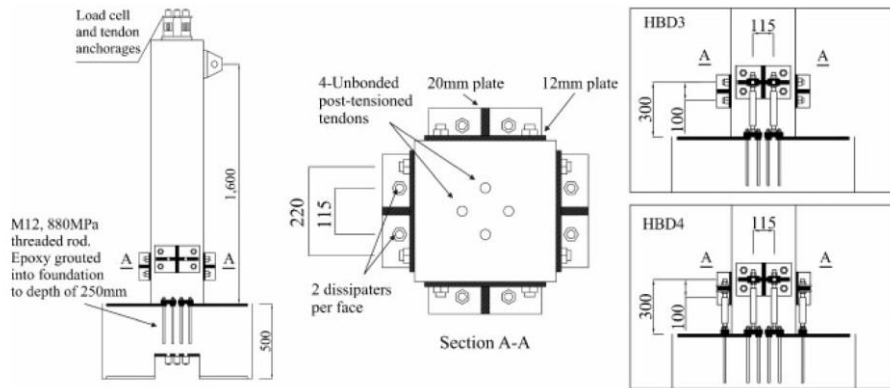 Load cell
and tendon
anchorages
1,600
M12, 880MPa
threaded rod.
Epoxy grouted
into foundation
to depth of 250mm
A
A
500
4-Unbonded
post-tensioned
tendons
20mm plate
12mm plate
220
115
2 dissipaters
per face
Section A-A
HBD3
115
A
A
300
100
HBD4
115
A
A
300
100